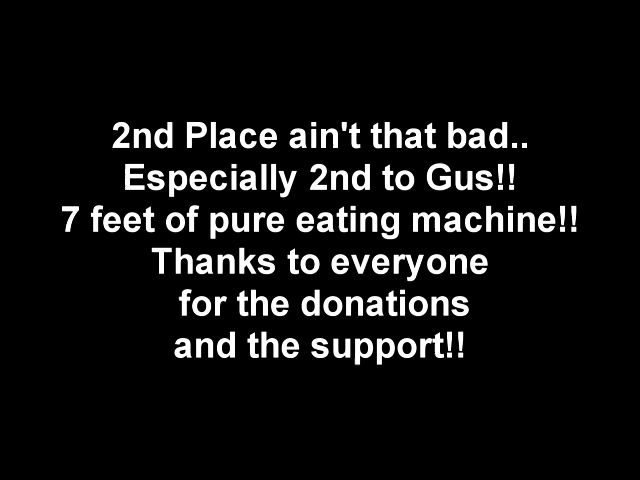 2nd Place ain't that bad..
Especially 2nd to Gus!!
7 feet of pure eating machine!!
Thanks to everyone
for the donations
and the support!!